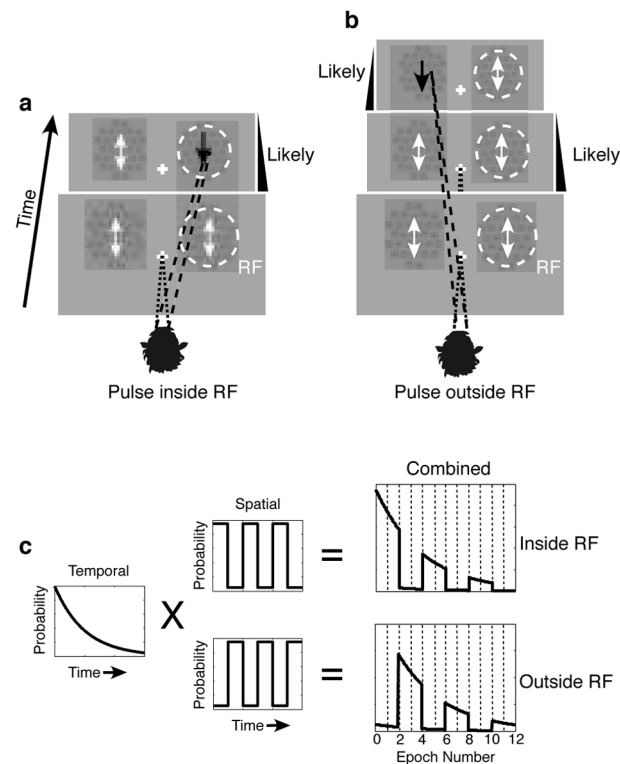 b
Likely
a
Likely
Likely
Time
RF
RF
Pulse inside RF
Pulse outside RF
Combined
Spatial
c
Probability
=
Inside RF
Temporal
Probability
X
Time
Probability
=
Outside RF
Time
0 2 4 6 8 10 12
Epoch Number